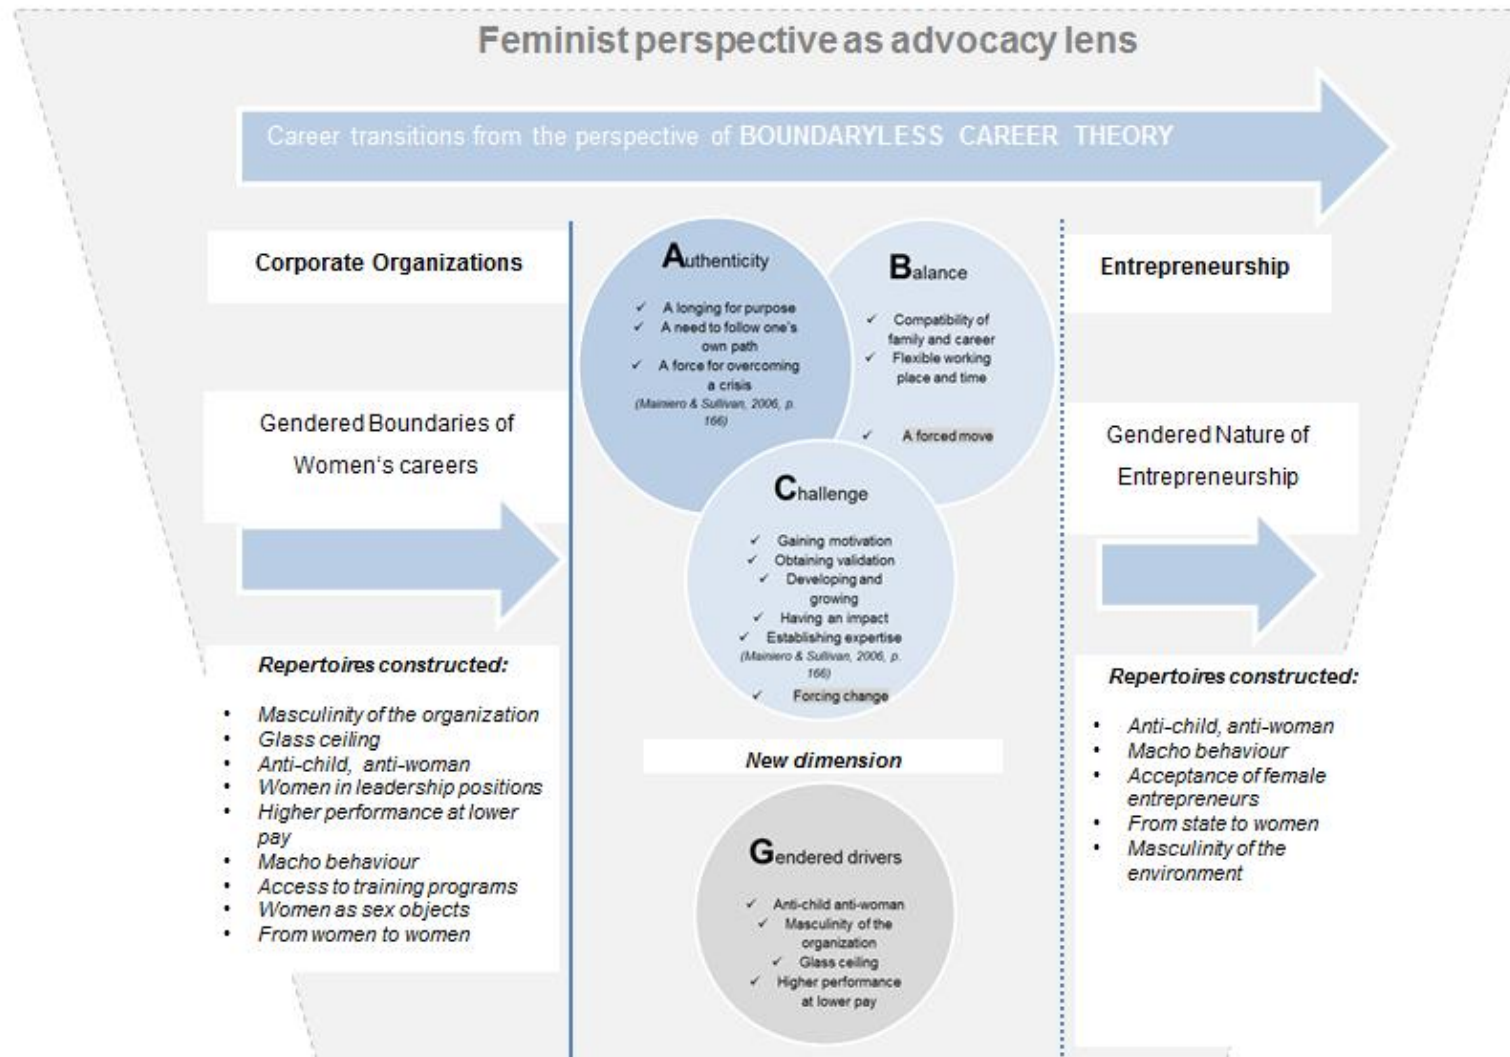 Feminist perspective as advocacy lens
Career transitions from the perspective of BOUNDARYLESS CAREER THEORY
Corporate Organizations
Gendered Boundaries of
Women's careers
Repertoires constructed:
• Masculinity of the organization
• Glass ceiling
• Anti-child, anti-woman
• Women in leadership positions
• Higher performance at lower
pay
• Macho behaviour
• Access to training programs
• Women as sex objects
• From women to women
Authenticity
✓ A longing for purpose
✓ A need to follow one's
own path
✓ A force for overcoming
a crisis
(Mainiero & Sullivan, 2006, p.
166)
Balance
✓ Compatibility of
family and career
✓ Flexible working
place and time
✓ A forced move
Challenge
✓ Gaining motivation
✓ Obtaining validation
✓ Developing and
growing
✓ Having an impact
✓ Establishing expertise
(Mainiero & Sullivan, 2006, p.
166)
✓ Forcing change
New dimension
Gendered drivers
✓ Anti-child anti-woman
✓ Masculinity of the
organization
✓ Glass ceiling
✓ Higher performance
at lower pay
Entrepreneurship
Gendered Nature of
Entrepreneurship
Repertoires constructed:
• Anti-child, anti-woman
• Macho behaviour
• Acceptance of female
entrepreneurs
• From state to women
• Masculinity of the
environment